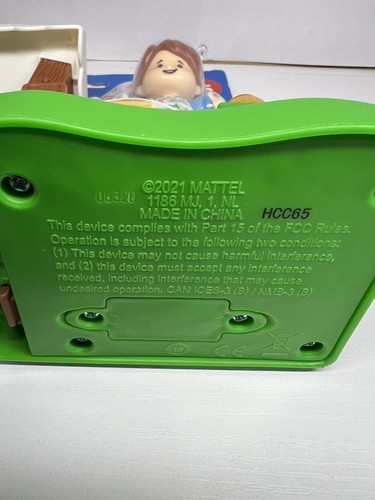 ©2021 MATTEL
1186 MJ, 1, NL
MADE IN CHINA HCC65
This device complies with Part 15 of the FCC Rules.
Operation is subject to the following two conditions:
(1) This device may not cause harmful interference,
and (2) this device must accept any interference
received, including interference that may cause
undesired operation. CAN ICES-3 (B) / NMB-3 (B)
CE